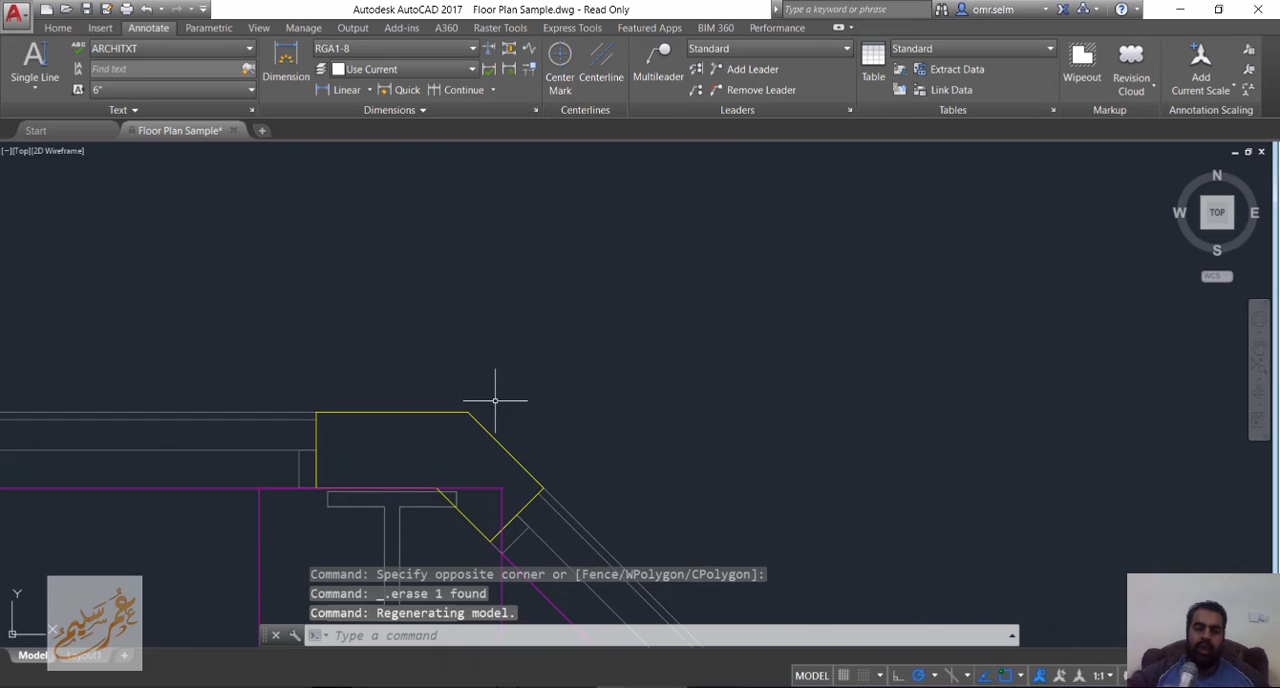 Autodesk AutoCAD 2017 Floor Plan Sample.dwg - Read Only
Type a keyword or phrase
omr.selm
Home Insert Annotate Parametric View Manage Output Add-ins A360 Express Tools Raster Tools Featured Apps BIM 360 Performance
Single Line
ARCHITXT
Find text
6"
Text
Dimension
RGA1-8
Use Current
Linear Quick Continue
Dimensions
Center Mark
Centerline
Centerlines
Multileader
Standard
Add Leader
Remove Leader
Leaders
Table
Standard
Extract Data
Link Data
Tables
Wipeout
Revision Cloud
Markup
Add Current Scale
Annotation Scaling
Start
Floor Plan Sample*
[−][Top][2D Wireframe]
N
W TOP E
S
WCS
Command: Specify opposite corner or [Fence/WPolygon/CPolygon]:
Command: _.erase 1 found
Command: Regenerating model.
Type a command
Y
X
عمر سليم
Model Layout1
MODEL
1:1